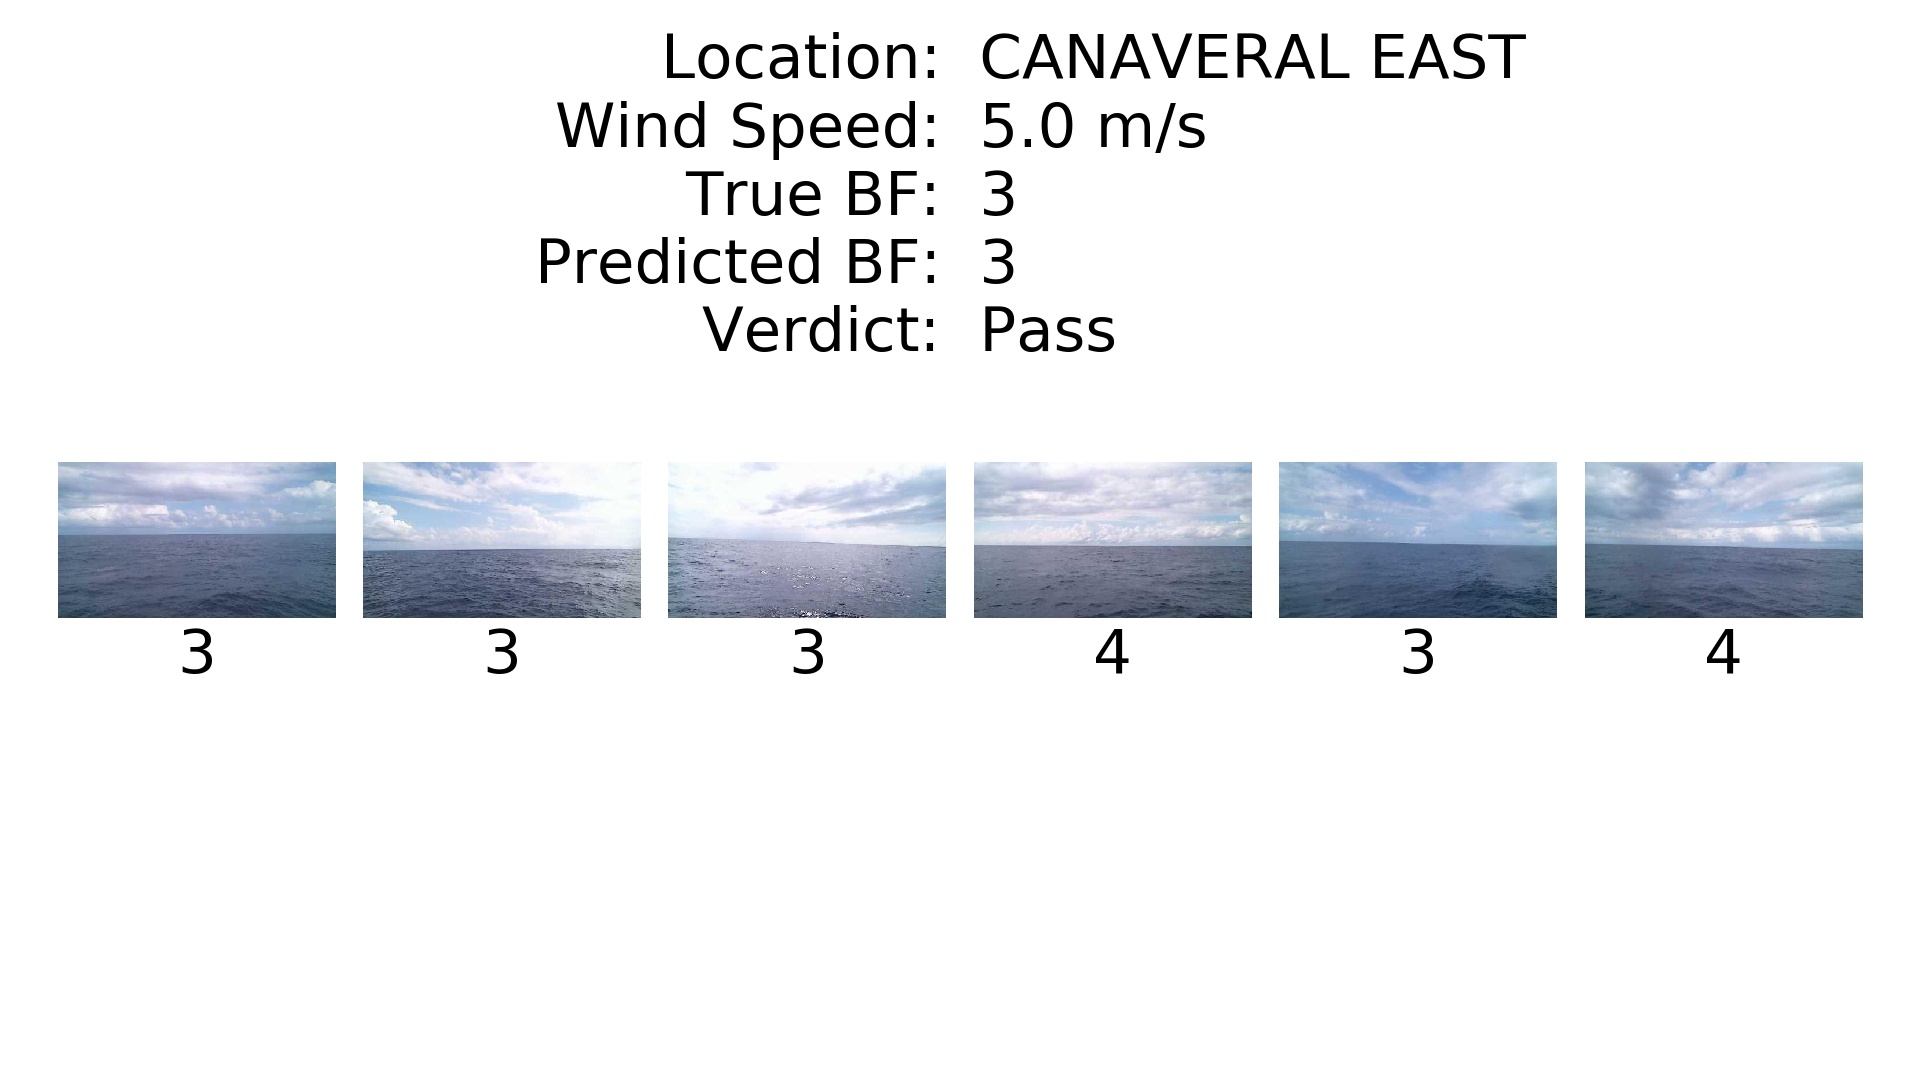 Location: CANAVERAL EAST
Wind Speed: 5.0 m/s
True BF: 3
Predicted BF: 3
Verdict: Pass
3 3 3 4 3 4